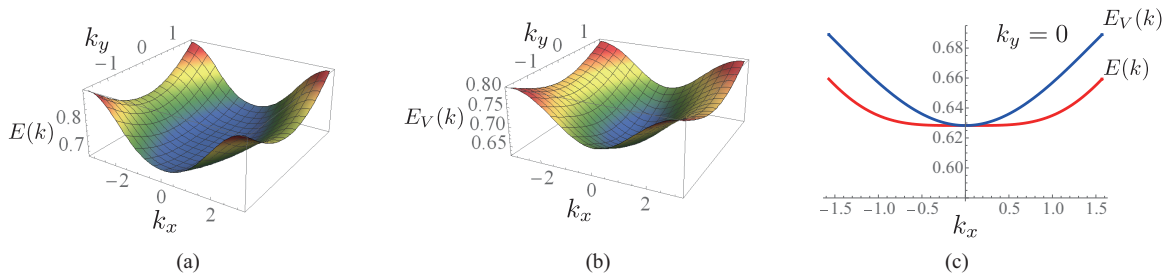 k_y
1
0
−1
0.8
E(k)
0.7
−2
0
2
k_x
(a)
k_y
1
0
−1
0.80
0.75
E_V(k)
0.70
0.65
−2
0
2
k_x
(b)
k_y = 0
E_V(k)
E(k)
0.68
0.66
0.64
0.62
0.60
−1.5 −1.0 −0.5 0.5 1.0 1.5
k_x
(c)